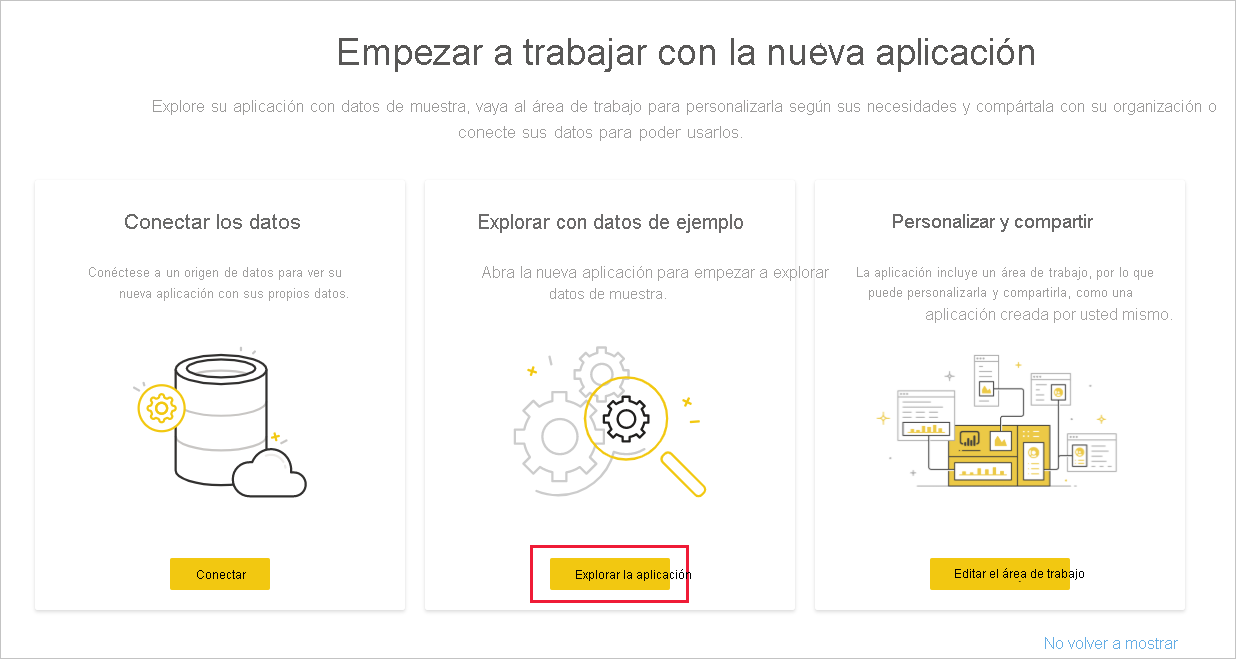 Empezar a trabajar con la nueva aplicación
Explore su aplicación con datos de muestra, vaya al área de trabajo para personalizarla según sus necesidades y compártala con su organización o
conecte sus datos para poder usarlos.
Conectar los datos
Conéctese a un origen de datos para ver su
nueva aplicación con sus propios datos.
Conectar
Explorar con datos de ejemplo
Abra la nueva aplicación para empezar a explorar
datos de muestra.
Explorar la aplicación
Personalizar y compartir
La aplicación incluye un área de trabajo, por lo que
puede personalizarla y compartirla, como una
aplicación creada por usted mismo.
Editar el área de trabajo
No volver a mostrar